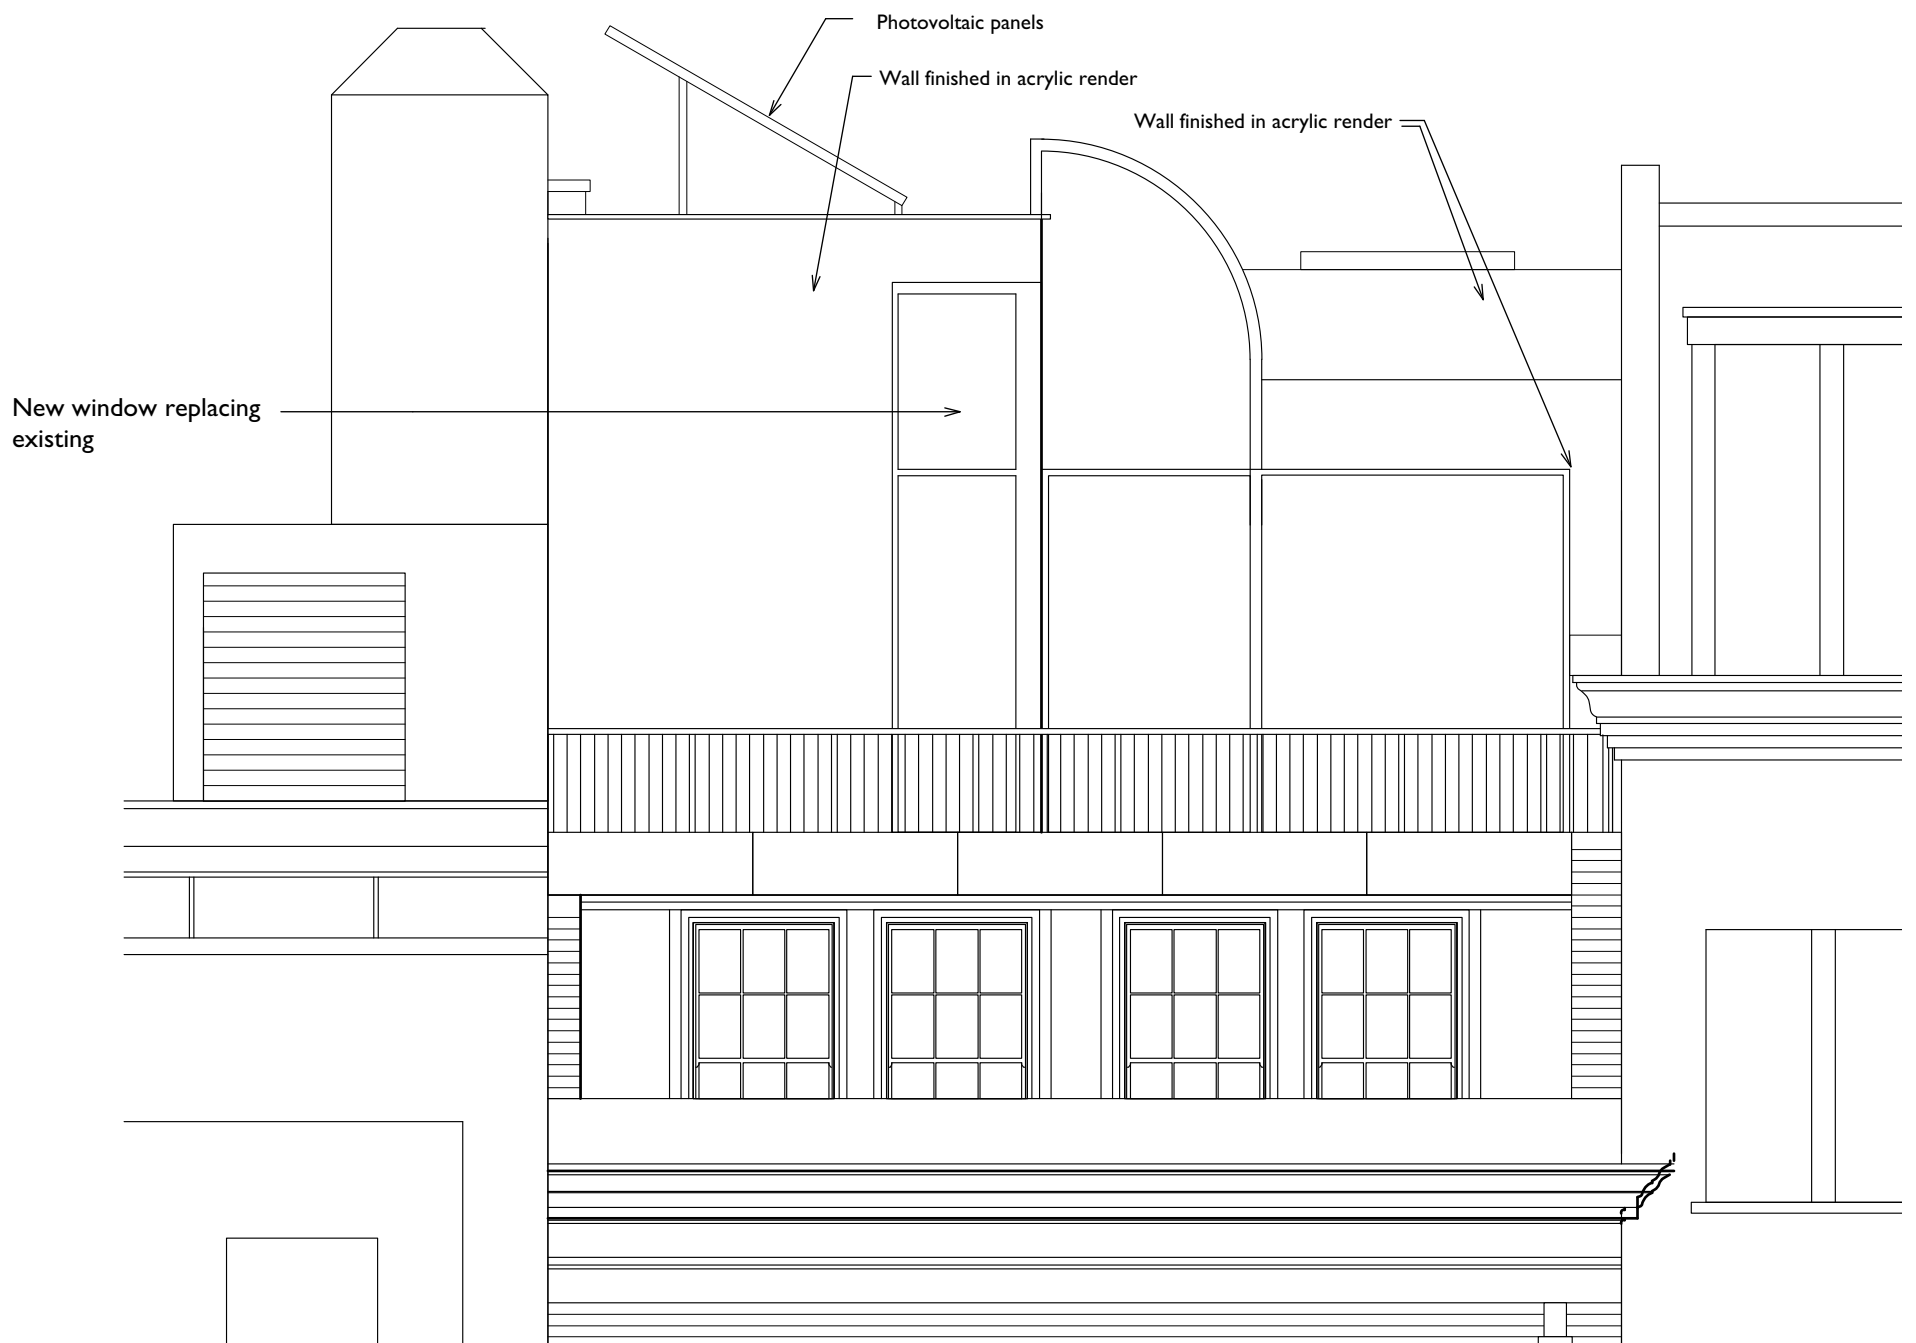 Photovoltaic panels
Wall finished in acrylic render
Wall finished in acrylic render
New window replacing
existing